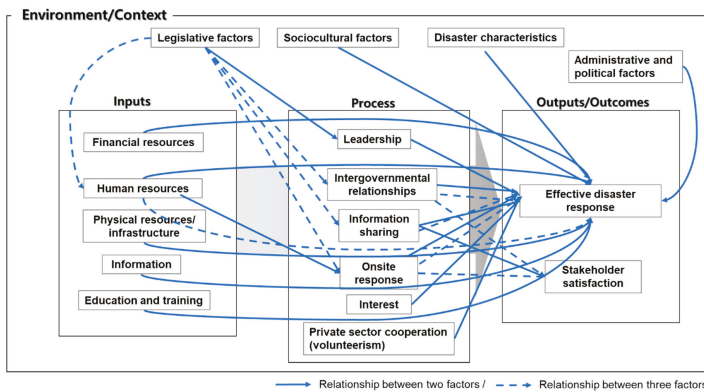 Environment/Context
Legislative factors
Sociocultural factors
Disaster characteristics
Administrative and
political factors
Inputs
Process
Outputs/Outcomes
Financial resources
Human resources
Physical resources/
infrastructure
Information
Education and training
Leadership
Intergovernmental
relationships
Information
sharing
Onsite
response
Interest
Private sector cooperation
(volunteerism)
Effective disaster
response
Stakeholder
satisfaction
Relationship between two factors /
Relationship between three factors